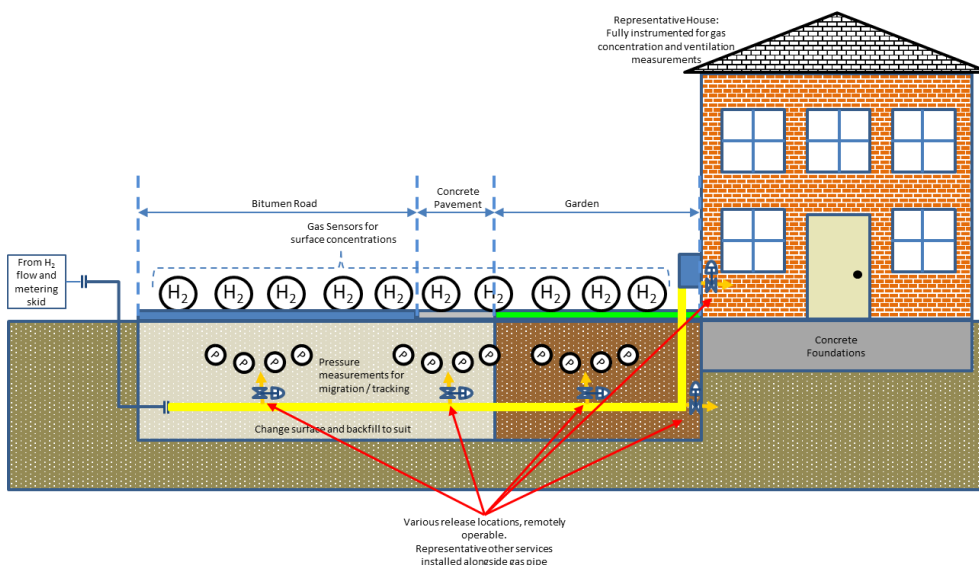 Representative House:
Fully instrumented for gas
concentration and ventilation
measurements
Bitumen Road
Concrete
Pavement
Garden
Gas Sensors for
surface concentrations
From H₂
flow and
metering
skid
H₂ H₂ H₂ H₂ H₂ H₂ H₂ H₂ H₂ H₂
P P P P P P P P P P P P
Pressure
measurements for
migration / tracking
Concrete
Foundations
Change surface and backfill to suit
Various release locations, remotely
operable.
Representative other services
installed alongside gas pipe